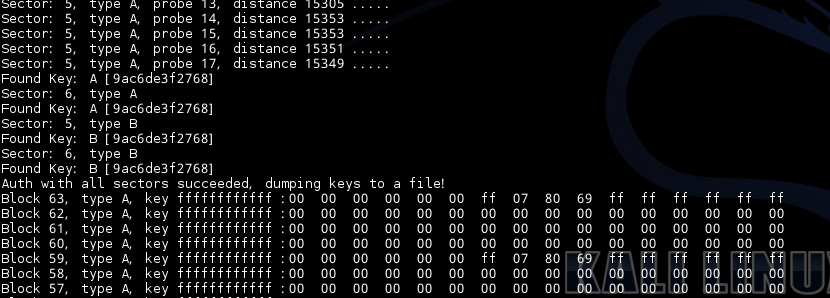 Sector: 5, type A, probe 13, distance 15305 .....
Sector: 5, type A, probe 14, distance 15353 .....
Sector: 5, type A, probe 15, distance 15353 .....
Sector: 5, type A, probe 16, distance 15351 .....
Sector: 5, type A, probe 17, distance 15349 .....
Found Key: A [9ac6de3f2768]
Sector: 6, type A
Found Key: A [9ac6de3f2768]
Sector: 5, type B
Found Key: B [9ac6de3f2768]
Sector: 6, type B
Found Key: B [9ac6de3f2768]
Auth with all sectors succeeded, dumping keys to a file!
Block 63, type A, key ffffffffffff :00 00 00 00 00 00 ff 07 80 69 ff ff ff ff ff ff
Block 62, type A, key ffffffffffff :00 00 00 00 00 00 00 00 00 00 00 00 00 00 00 00
Block 61, type A, key ffffffffffff :00 00 00 00 00 00 00 00 00 00 00 00 00 00 00 00
Block 60, type A, key ffffffffffff :00 00 00 00 00 00 00 00 00 00 00 00 00 00 00 00
Block 59, type A, key ffffffffffff :00 00 00 00 00 00 ff 07 80 69 ff ff ff ff ff ff
Block 58, type A, key ffffffffffff :00 00 00 00 00 00 00 00 00 00 00 00 00 00 00 00
Block 57, type A, key ffffffffffff :00 00 00 00 00 00 00 00 00 00 00 00 00 00 00 00
KALI LINUX